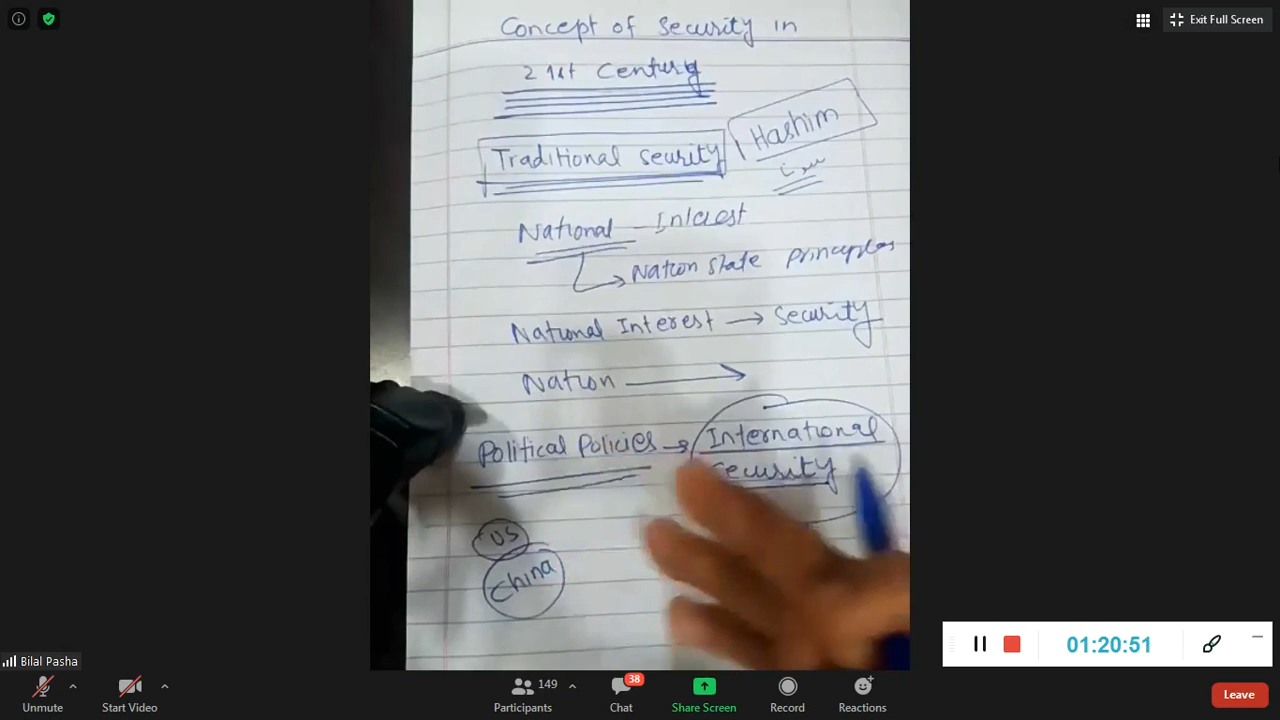 Exit Full Screen
Concept of Security in
21st Century
Traditional Security
Hashim
National - Interest
Nation state principles
National Interest → Security
Nation →
Political Policies → International
Security
US
China
01:20:51
Bilal Pasha
149
38
Unmute
Start Video
Participants
Chat
Share Screen
Record
Reactions
Leave